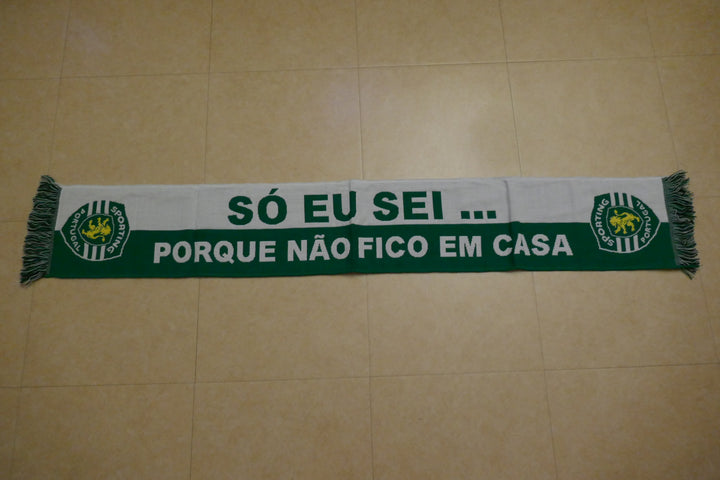 SÓ EU SEI ...
PORQUE NÃO FICO EM CASA
SPORTING
PORTUGAL
SPORTING
PORTUGAL